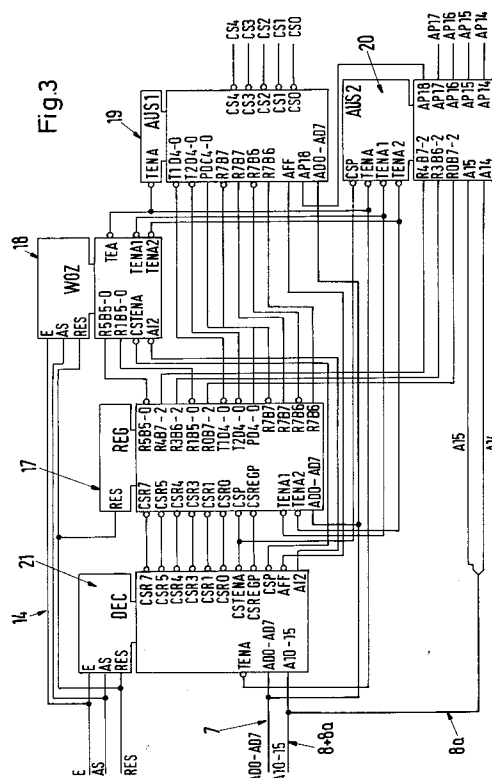 Fig.3
21
DEC
E
AS
RES
TENA
AD0-AD7
A10-15
CSR7
CSR5
CSR4
CSR3
CSR1
CSR0
CSTENA
CSREGP
CSP
AFF
A12
14
E
AS
RES
7
AD0-AD7
8+8a
A10-15
17
REG
RES
CSR7
CSR5
CSR4
CSR3
CSR1
CSR0
CSP
CSREGP
TENA1
TENA2
AD0-AD7
R5B5-0
R4B7-2
R3B6-2
R1B5-0
R0B7-2
T1D4-0
T2D4-0
PD4-0
R7B7
R7B7
R7B6
R7B6
18
WOZ
E
AS
RES
R5B5-0
R1B5-0
CSTENA
A12
TEA
TENA1
TENA2
19
AUS1
TENA
T1D4-0
T2D4-0
PDC4-0
R7B7
R7B7
R7B6
R7B6
AFF
AP18
AD0-AD7
CS4
CS3
CS2
CS1
CS0
CS4
CS3
CS2
CS1
CS0
20
AUS2
CSP
TENA
TENA1
TENA2
R4B7-2
R3B6-2
R0B7-2
A15
A14
AP18
AP17
AP16
AP15
AP14
AP17
AP16
AP15
AP14
A15
A14
8a